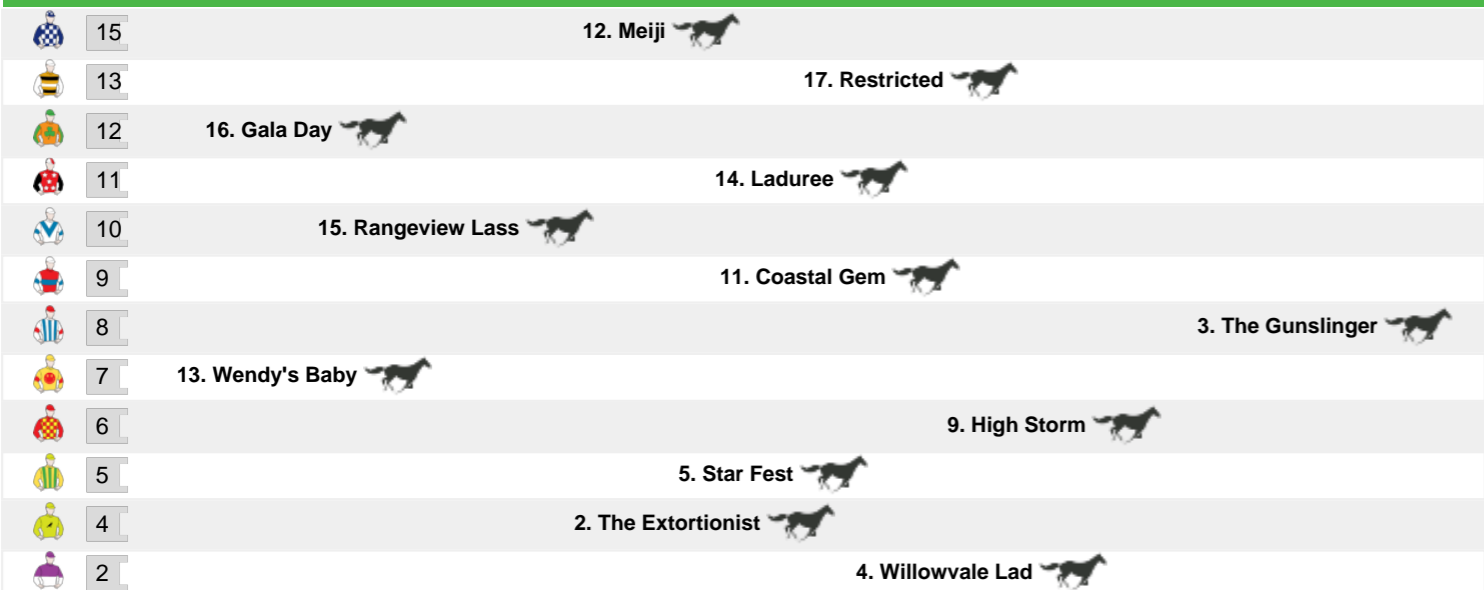 15 12. Meiji
13 17. Restricted
12 16. Gala Day
11 14. Laduree
10 15. Rangeview Lass
9 11. Coastal Gem
8 3. The Gunslinger
7 13. Wendy's Baby
6 9. High Storm
5 5. Star Fest
4 2. The Extortionist
2 4. Willowvale Lad